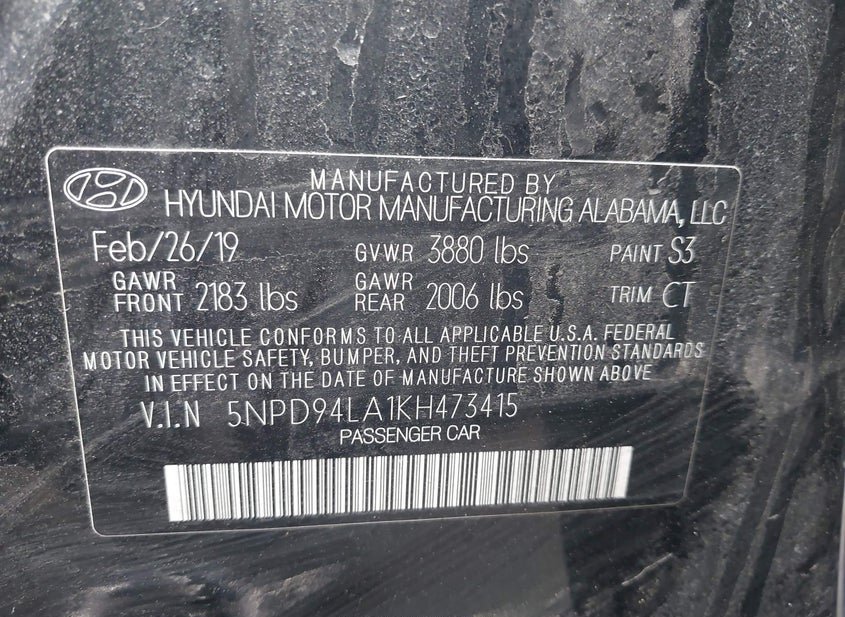 MANUFACTURED BY
HYUNDAI MOTOR MANUFACTURING ALABAMA, LLC
Feb/26/19 GVWR 3880 lbs PAINT S3
GAWR FRONT 2183 lbs GAWR REAR 2006 lbs TRIM CT
THIS VEHICLE CONFORMS TO ALL APPLICABLE U.S.A. FEDERAL
MOTOR VEHICLE SAFETY, BUMPER, AND THEFT PREVENTION STANDARDS
IN EFFECT ON THE DATE OF MANUFACTURE SHOWN ABOVE
V.I.N 5NPD94LA1KH473415
PASSENGER CAR